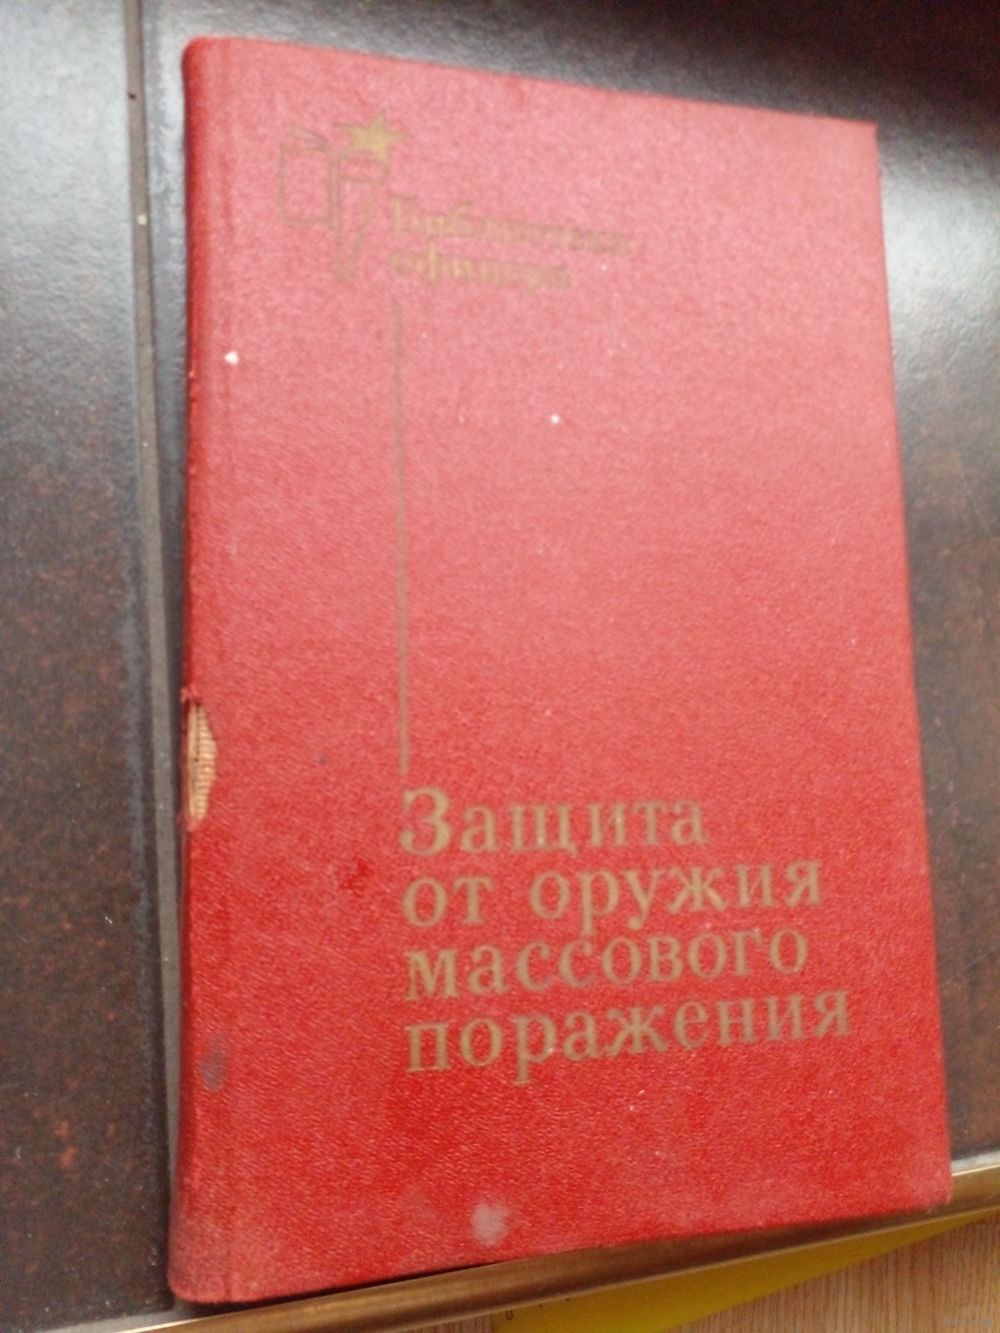 Библиотека
офицера
Защита
от оружия
массового
поражения